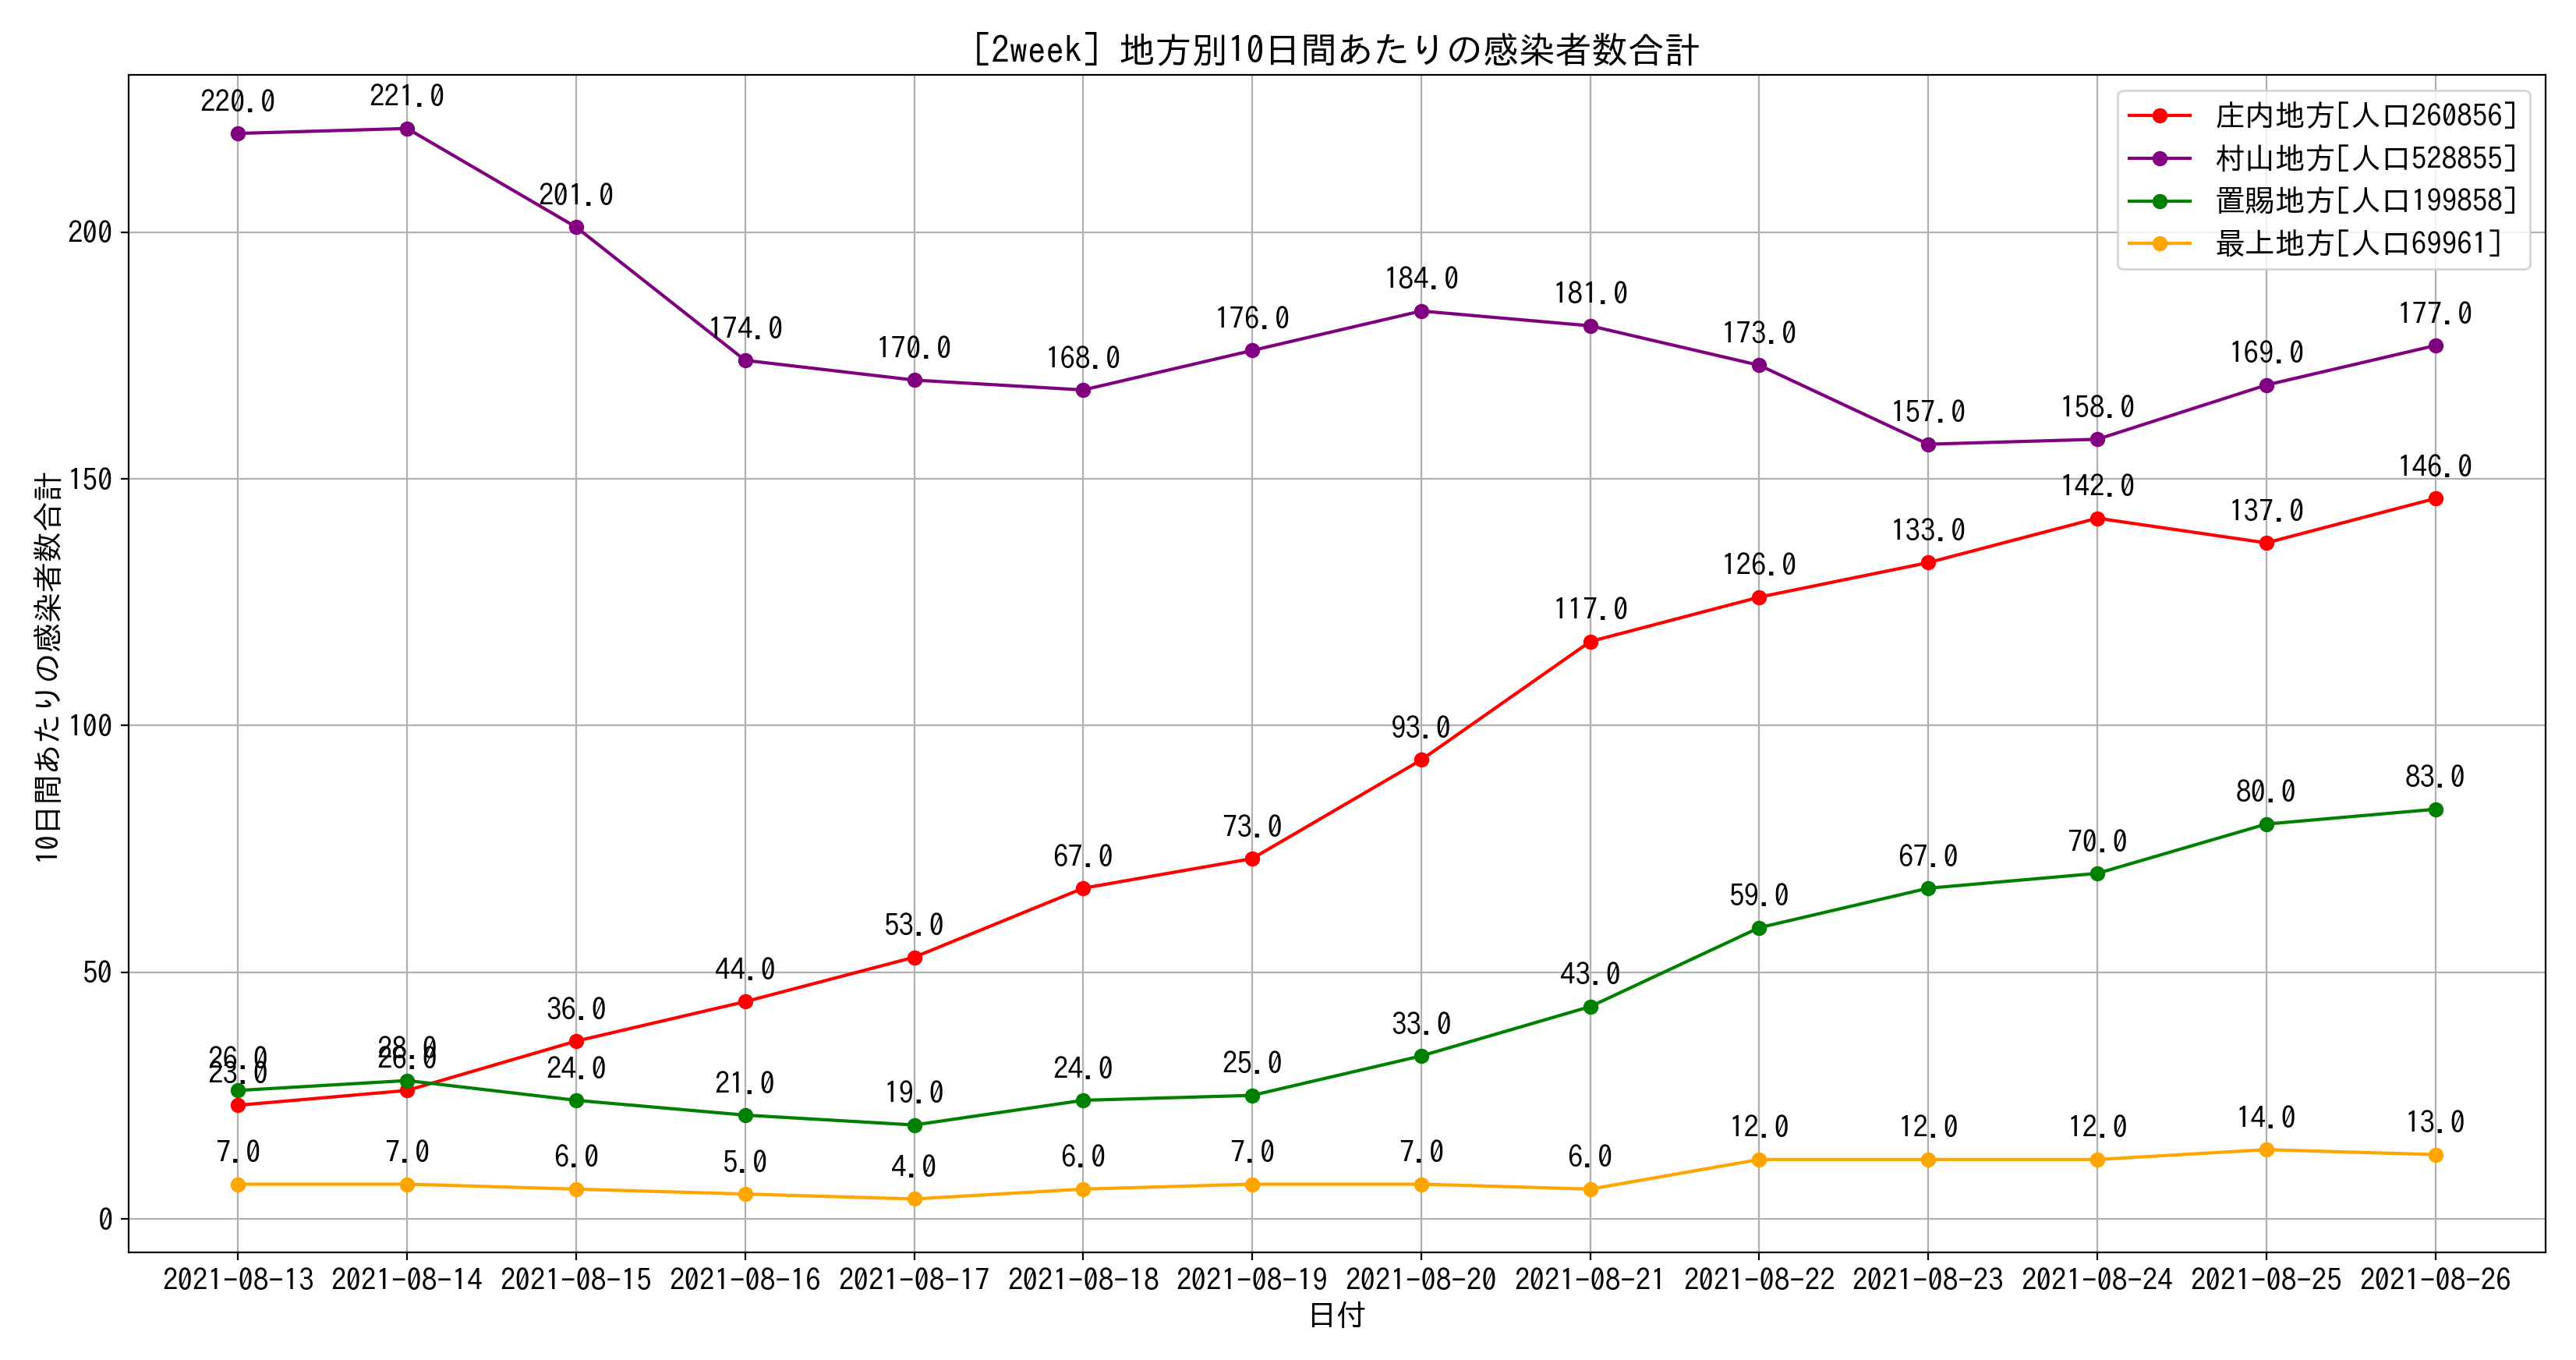 [2week] 地方別10日間あたりの感染者数合計
10日間あたりの感染者数合計
200
150
100
50
0
庄内地方[人口260856]
村山地方[人口528855]
置賜地方[人口199858]
最上地方[人口69961]
220.0 221.0 201.0 174.0 170.0 168.0 176.0 184.0 181.0 173.0 157.0 158.0 169.0 177.0
23.0 26.0 36.0 44.0 53.0 67.0 73.0 93.0 117.0 126.0 133.0 142.0 137.0 146.0
26.0 28.0 24.0 21.0 19.0 24.0 25.0 33.0 43.0 59.0 67.0 70.0 80.0 83.0
7.0 7.0 6.0 5.0 4.0 6.0 7.0 7.0 6.0 12.0 12.0 12.0 14.0 13.0
2021-08-13 2021-08-14 2021-08-15 2021-08-16 2021-08-17 2021-08-18 2021-08-19 2021-08-20 2021-08-21 2021-08-22 2021-08-23 2021-08-24 2021-08-25 2021-08-26
日付